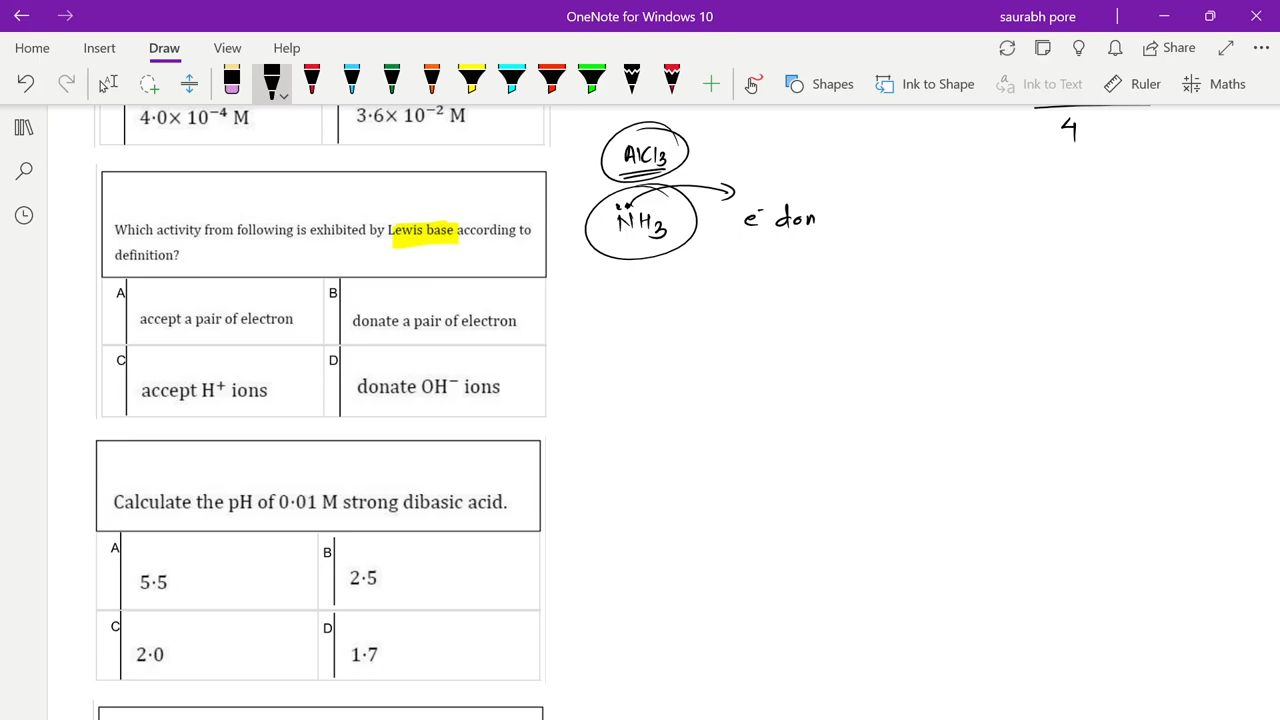 OneNote for Windows 10
saurabh pore
Home
Insert
Draw
View
Help
Share
Shapes
Ink to Shape
Ink to Text
Ruler
Maths
4·0× 10⁻⁴ M
3·6× 10⁻² M
4
AlCl₃
N̈H₃
e⁻ don
Which activity from following is exhibited by Lewis base according to
definition?
A
accept a pair of electron
B
donate a pair of electron
C
accept H⁺ ions
D
donate OH⁻ ions
Calculate the pH of 0·01 M strong dibasic acid.
A
5·5
B
2·5
C
2·0
D
1·7